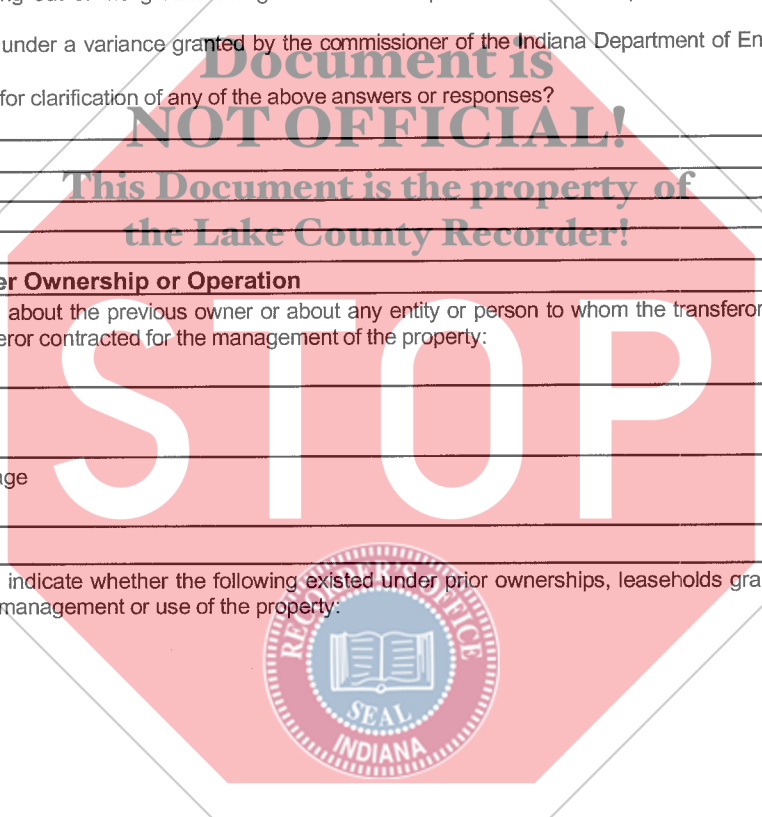 under a variance granted by the commissioner of the Indiana Department of En
Document is
for clarification of any of the above answers or responses?
NOT OFFICIAL!
This Document is the property of
the Lake County Recorder!
er Ownership or Operation
about the previous owner or about any entity or person to whom the transferor
eror contracted for the management of the property:
STOP
age
indicate whether the following existed under prior ownerships, leaseholds gra
management or use of the property:
RECORDER'S OFFICE
SEAL
INDIANA